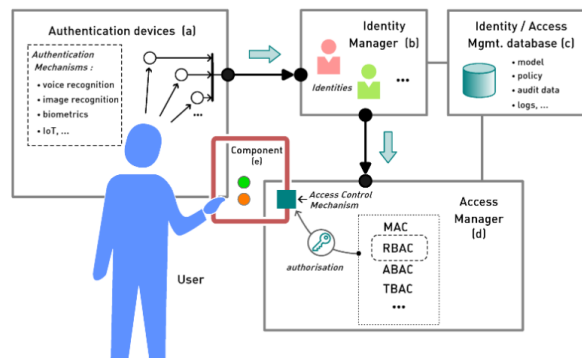 Authentication devices (a)
Authentication
Mechanisms :
• voice recognition
• image recognition
• biometrics
• IoT, ...
...
Identity
Manager (b)
Identities
...
Identity / Access
Mgmt. database (c)
• model
• policy
• audit data
• logs, ...
Component
(e)
Access Control
Mechanism
authorisation
MAC
RBAC
ABAC
TBAC
...
Access
Manager
(d)
User